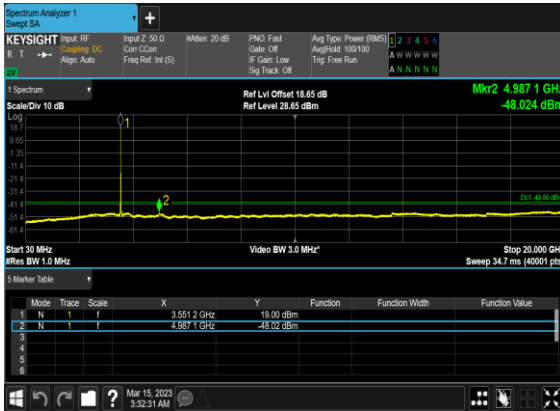 Spectrum Analyzer 1
Swept SA
+
KEYSIGHT Input: RF Input Z: 50 Ω #Atten: 20 dB PNO: Fast Avg Type: Power (RMS) 1 2 3 4 5 6
R T Coupling: DC Corr CCorr Gate: Off Avg|Hold: 100/100 A W W W W W
Align: Auto Freq Ref: Int (S) IF Gain: Low Trig: Free Run
Sig Track: Off A N N N N N
1 Spectrum Ref Lvl Offset 18.65 dB Mkr2 4.987 1 GHz
Scale/Div 10 dB Ref Level 28.65 dBm -48.024 dBm
Log
18.7
8.65
-1.35
-11.4
-21.4
-31.4
-41.4
-51.4
-61.4
1
2
DL1 -40.00 dBm
Start 30 MHz Video BW 3.0 MHz* Stop 20.000 GHz
#Res BW 1.0 MHz Sweep 34.7 ms (40001 pts)
5 Marker Table
Mode Trace Scale X Y Function Function Width Function Value
1 N 1 f 3.551 2 GHz 19.00 dBm
2 N 1 f 4.987 1 GHz -48.02 dBm
3
4
5
6
? Mar 15, 2023
3:32:31 AM